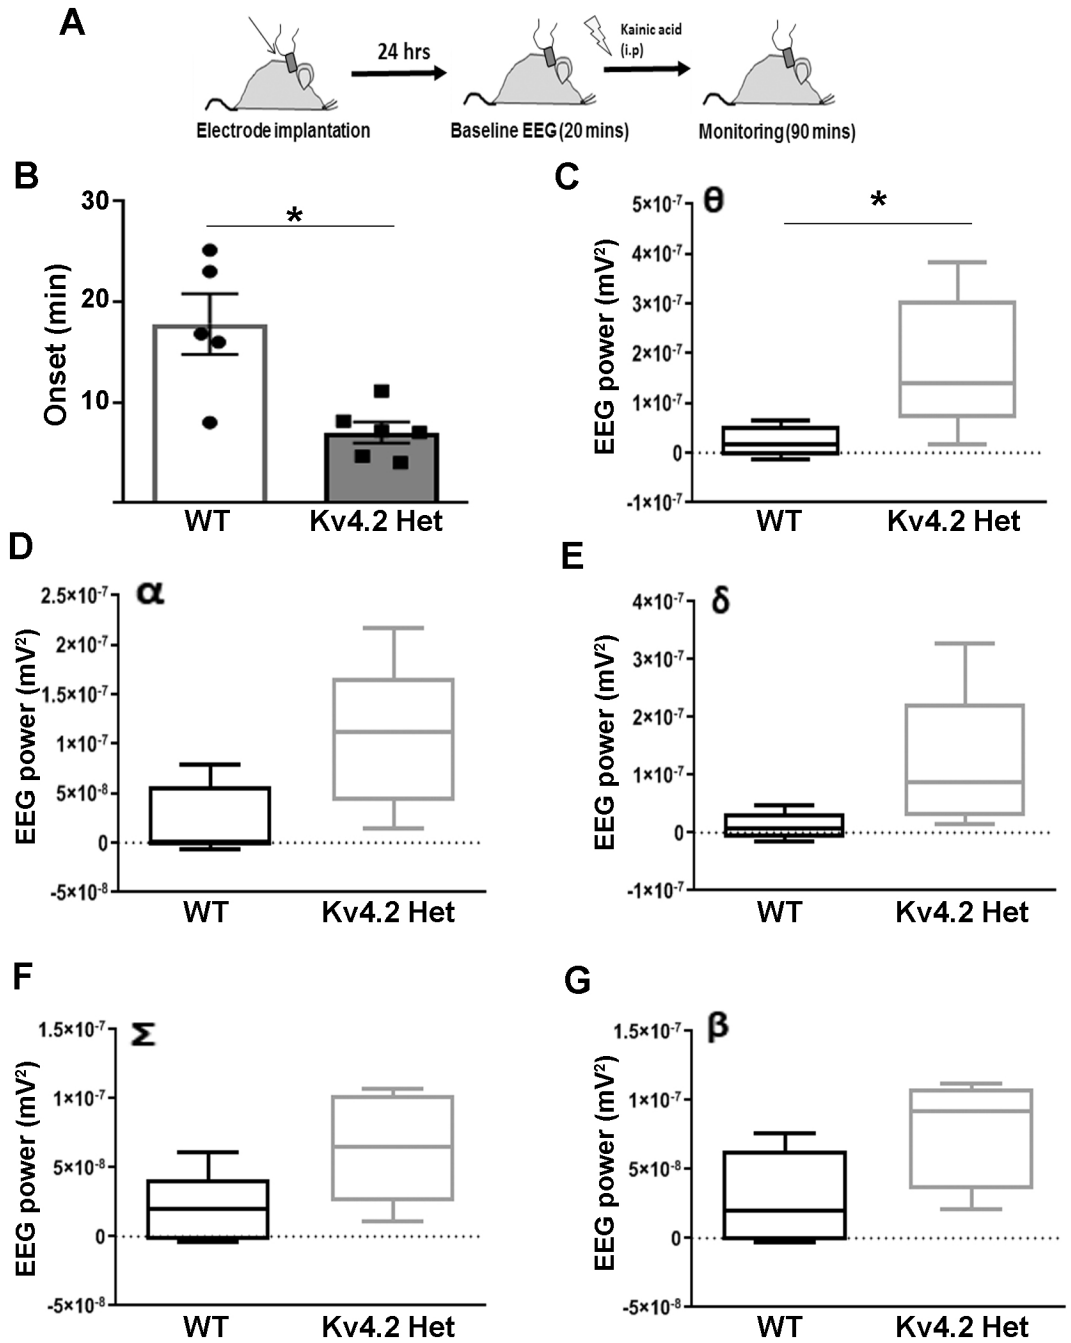 A
24 hrs
Kainic acid
(i.p)
Electrode implantation
Baseline EEG (20 mins)
Monitoring (90 mins)
B
30
20
10
Onset (min)
*
WT
Kv4.2 Het
C
θ
5×10⁻⁷
4×10⁻⁷
3×10⁻⁷
2×10⁻⁷
1×10⁻⁷
0
-1×10⁻⁷
EEG power (mV²)
*
WT
Kv4.2 Het
D
α
2.5×10⁻⁷
2×10⁻⁷
1.5×10⁻⁷
1×10⁻⁷
5×10⁻⁸
0
-5×10⁻⁸
EEG power (mV²)
WT
Kv4.2 Het
E
δ
4×10⁻⁷
3×10⁻⁷
2×10⁻⁷
1×10⁻⁷
0
-1×10⁻⁷
EEG power (mV²)
WT
Kv4.2 Het
F
Σ
1.5×10⁻⁷
1×10⁻⁷
5×10⁻⁸
0
-5×10⁻⁸
EEG power (mV²)
WT
Kv4.2 Het
G
β
1.5×10⁻⁷
1×10⁻⁷
5×10⁻⁸
0
-5×10⁻⁸
EEG power (mV²)
WT
Kv4.2 Het